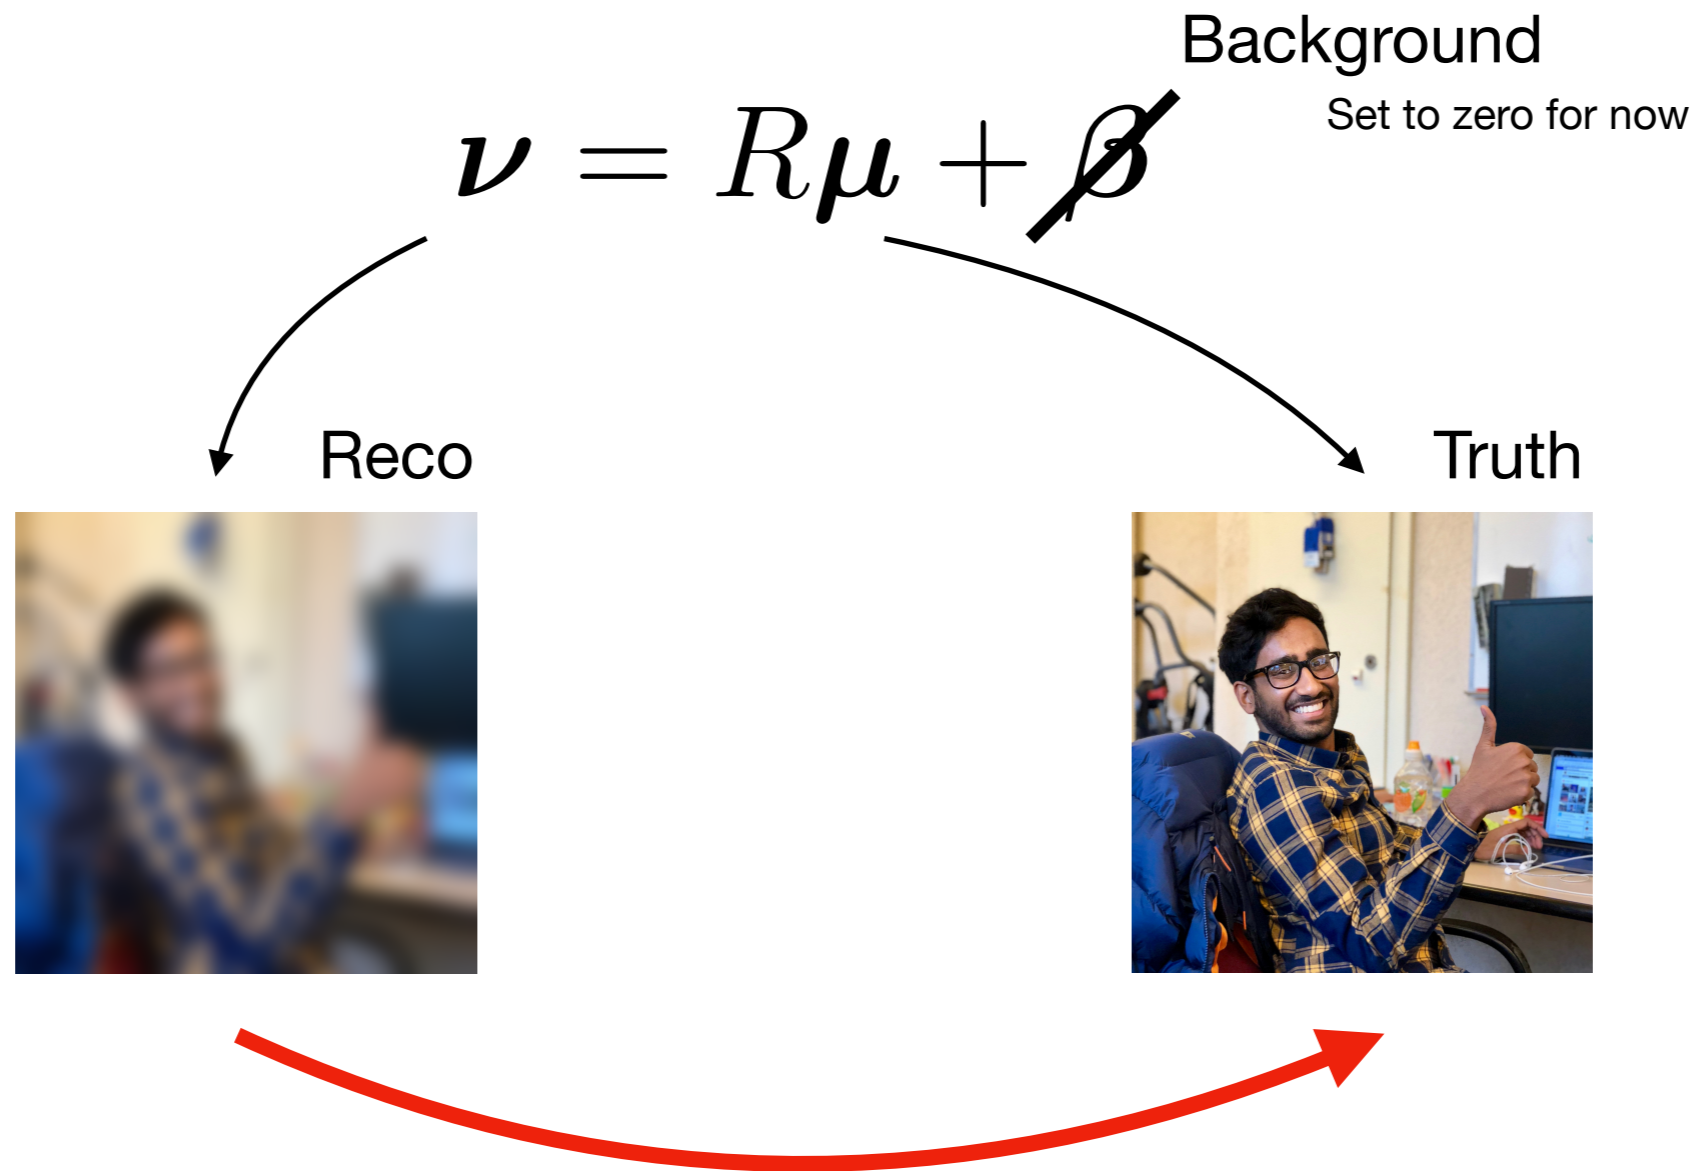 Background
Set to zero for now
ν = Rμ + β
Reco
Truth